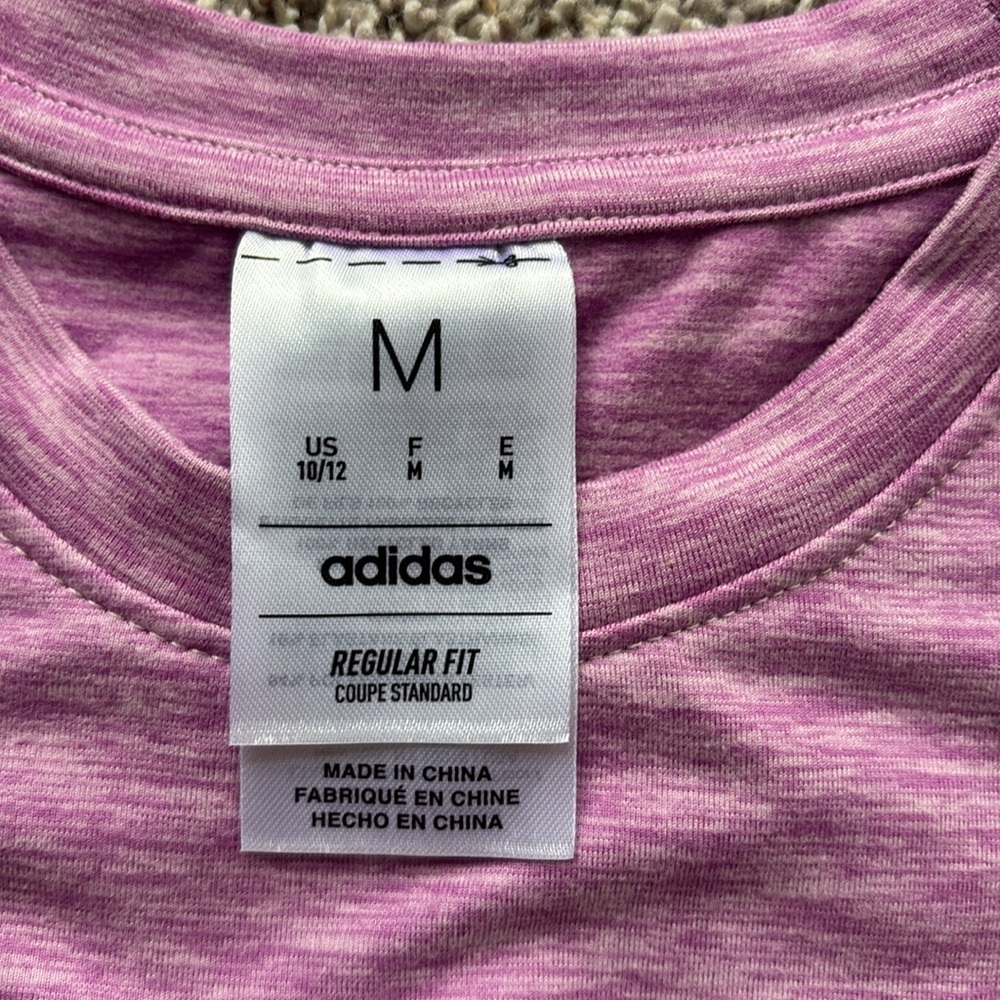 M
US F E
10/12 M M
adidas
REGULAR FIT
COUPE STANDARD
MADE IN CHINA
FABRIQUÉ EN CHINE
HECHO EN CHINA